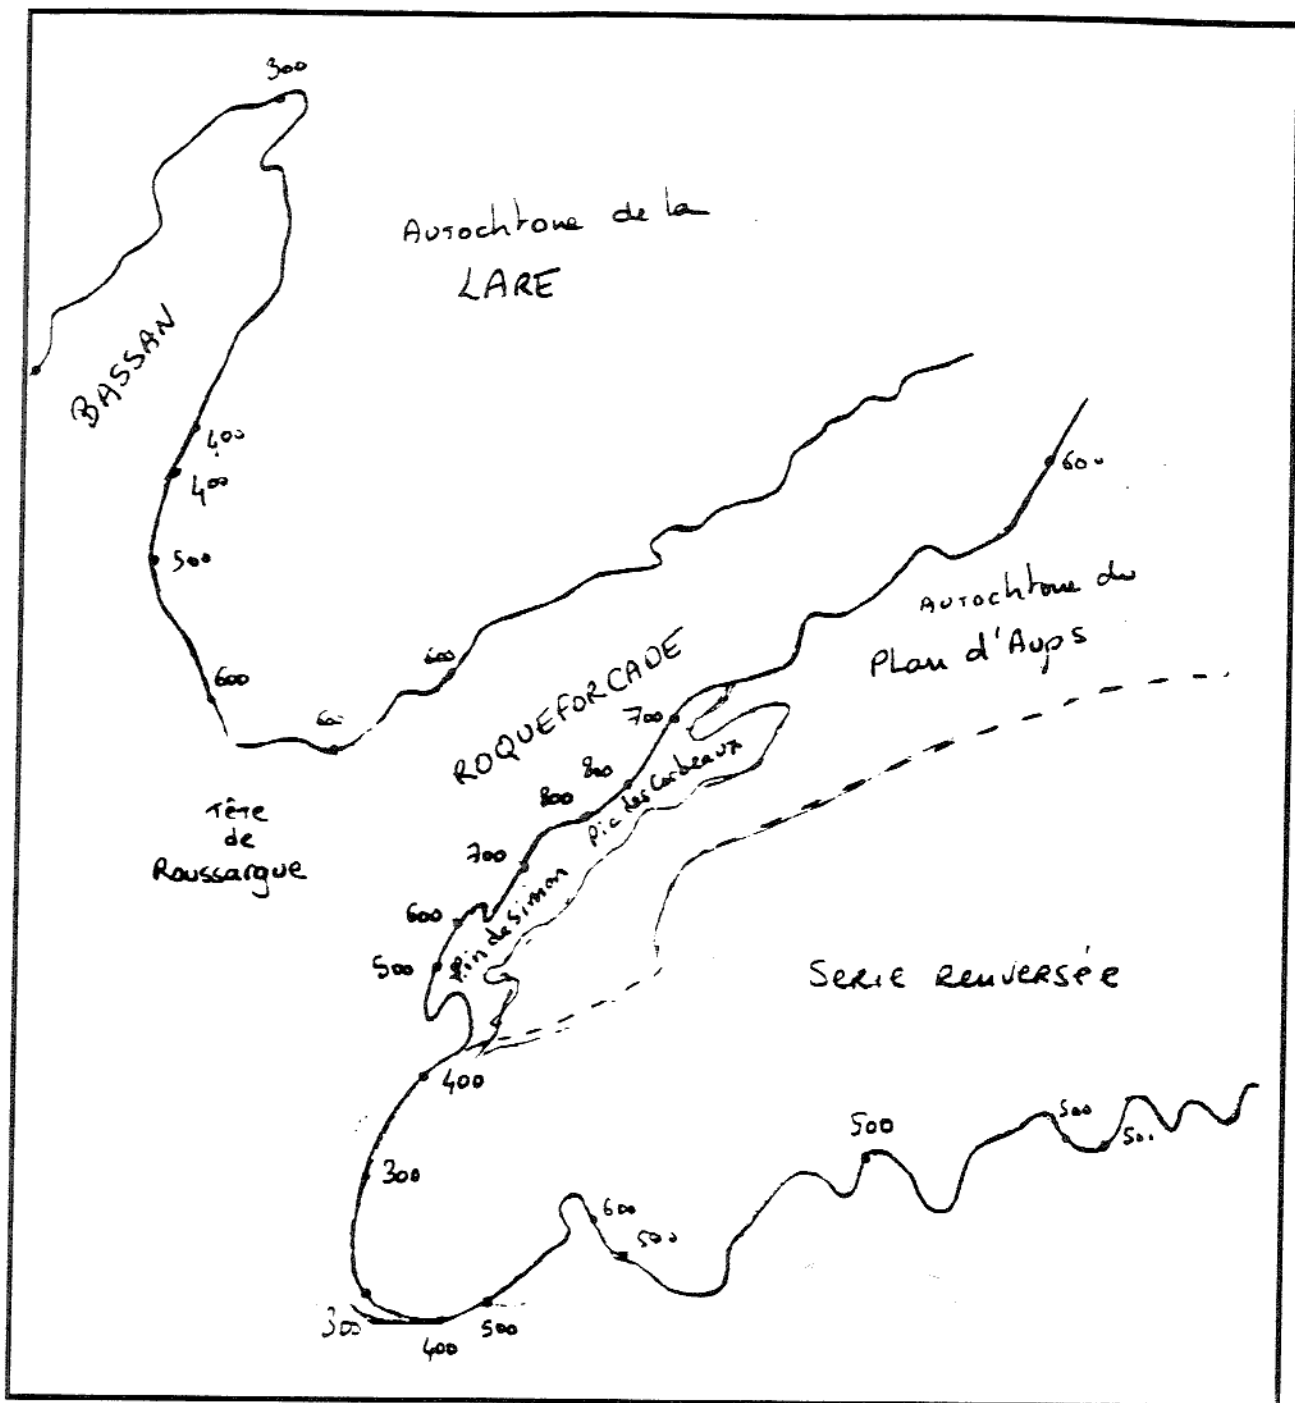 300
Autochtone de la
LARE
BASSAN
400
400
500
600
600
600
ROQUEFORCADE
600
Autochtone du
Plan d'Aups
700
800
Pic des Corbeaux
800
700
Tête
de
Roussargue
600
Pin de Simon
500
SERIE RENVERSÉE
400
300
500
500
500
600
500
300
400
500